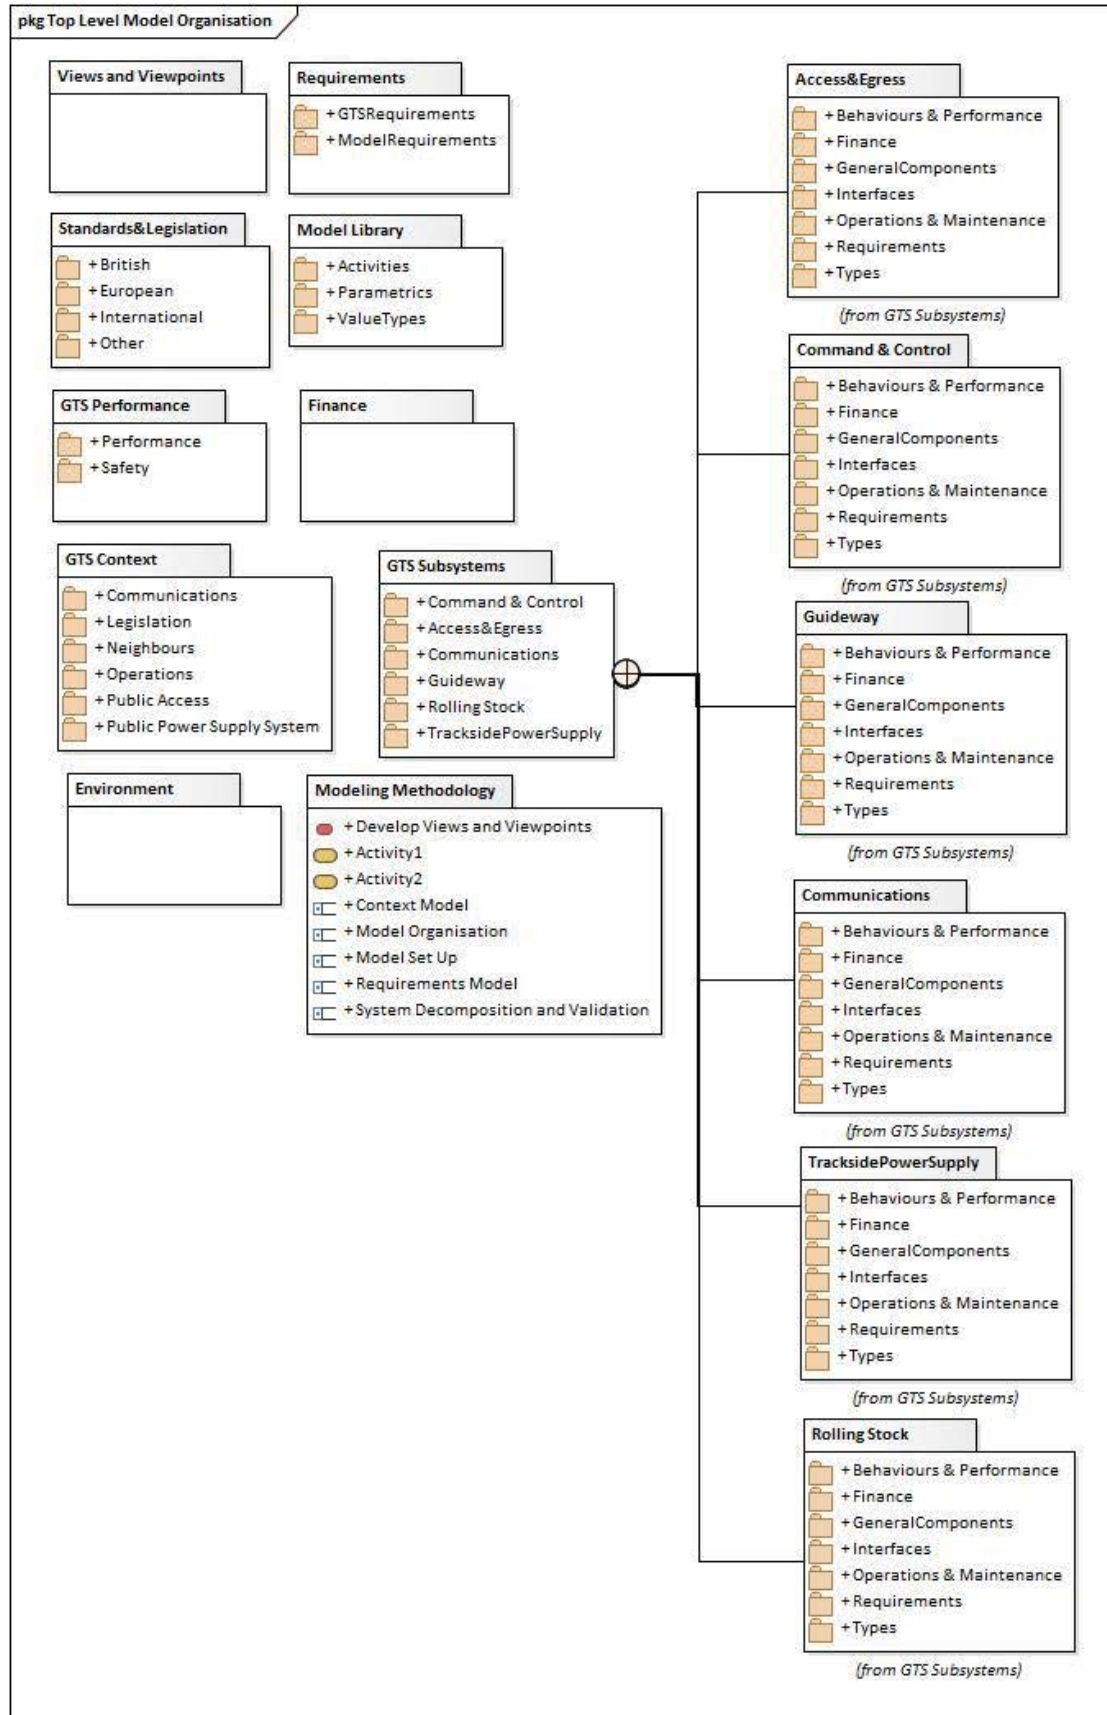 pkg Top Level Model Organisation
Views and Viewpoints
Requirements
+GTSRequirements
+ModelRequirements
Standards&Legislation
+British
+European
+International
+Other
Model Library
+Activities
+Parametrics
+ValueTypes
GTS Performance
+Performance
+Safety
Finance
GTS Context
+Communications
+Legislation
+Neighbours
+Operations
+Public Access
+Public Power Supply System
GTS Subsystems
+Command & Control
+Access&Egress
+Communications
+Guideway
+Rolling Stock
+TracksidePowerSupply
Environment
Modeling Methodology
+Develop Views and Viewpoints
+Activity1
+Activity2
+Context Model
+Model Organisation
+Model Set Up
+Requirements Model
+System Decomposition and Validation
Access&Egress
+Behaviours & Performance
+Finance
+GeneralComponents
+Interfaces
+Operations & Maintenance
+Requirements
+Types
(from GTS Subsystems)
Command & Control
+Behaviours & Performance
+Finance
+GeneralComponents
+Interfaces
+Operations & Maintenance
+Requirements
+Types
(from GTS Subsystems)
Guideway
+Behaviours & Performance
+Finance
+GeneralComponents
+Interfaces
+Operations & Maintenance
+Requirements
+Types
(from GTS Subsystems)
Communications
+Behaviours & Performance
+Finance
+GeneralComponents
+Interfaces
+Operations & Maintenance
+Requirements
+Types
(from GTS Subsystems)
TracksidePowerSupply
+Behaviours & Performance
+Finance
+GeneralComponents
+Interfaces
+Operations & Maintenance
+Requirements
+Types
(from GTS Subsystems)
Rolling Stock
+Behaviours & Performance
+Finance
+GeneralComponents
+Interfaces
+Operations & Maintenance
+Requirements
+Types
(from GTS Subsystems)